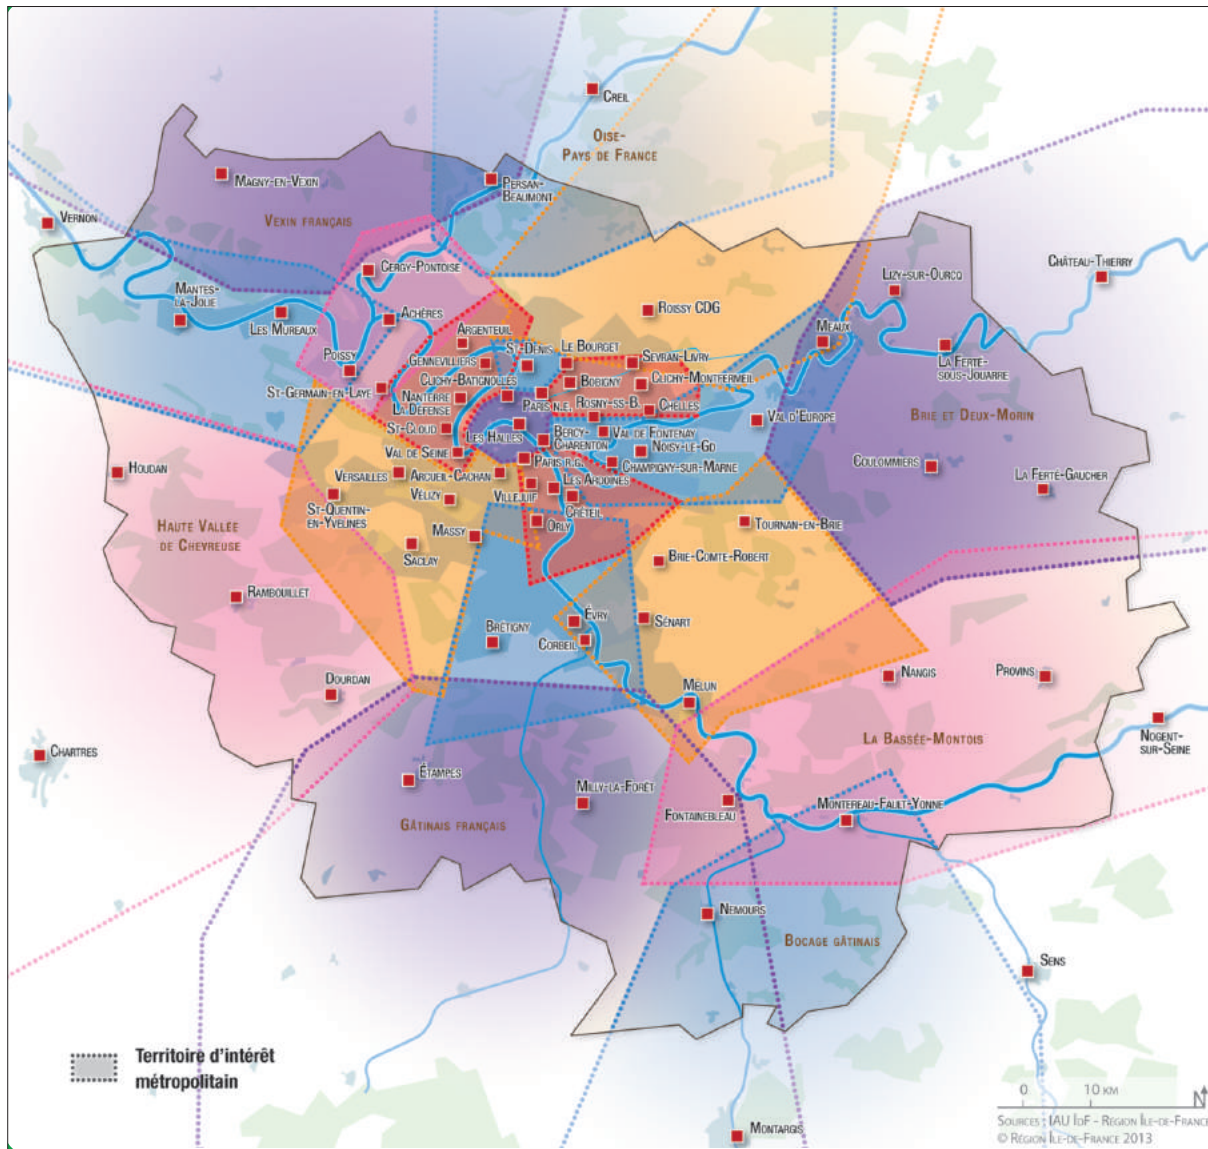 Creil
Oise-
Pays de France
Magny-en-Vexin
Persan-
Beaumont
Vernon
Vexin français
Cergy-Pontoise
Château-Thierry
Lizy-sur-Ourcq
Mantes-
la-Jolie
Les Mureaux
Achères
Roissy CDG
Argenteuil
Meaux
Poissy
Gennevilliers
St-Denis
Le Bourget
Sevran-Livry
La Ferté-
sous-Jouarre
Clichy-Batignolles
Bobigny
Clichy-Montfermeil
St-Germain-en-Laye
Nanterre
La Défense
Paris n.e.
Rosny-ss-B.
Chelles
Val d'Europe
Brie et Deux-Morin
St-Cloud
Les Halles
Bercy-
Charenton
Val de Fontenay
Noisy-le-Gd
Val de Seine
Paris r.g.
Champigny-sur-Marne
Coulommiers
La Ferté-Gaucher
Houdan
Versailles
Arcueil-Cachan
Les Ardoines
Vélizy
Villejuif
Créteil
St-Quentin-
en-Yvelines
Haute Vallée
de Chevreuse
Massy
Orly
Tournan-en-Brie
Saclay
Brie-Comte-Robert
Rambouillet
Évry
Sénart
Brétigny
Corbeil
Dourdan
Melun
Nangis
Provins
Chartres
La Bassée-Montois
Nogent-
sur-Seine
Étampes
Milly-la-Forêt
Fontainebleau
Montereau-Fault-Yonne
Gâtinais français
Nemours
Bocage gâtinais
Sens
Territoire d'intérêt
métropolitain
0 10 km
N
Sources : IAU îdF - Région Île-de-France
© Région Île-de-France 2013
Montargis